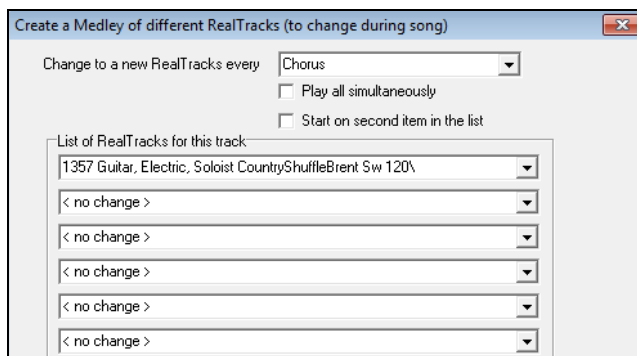 Create a Medley of different RealTracks (to change during song)
Change to a new RealTracks every Chorus
Play all simultaneously
Start on second item in the list
List of RealTracks for this track
1357 Guitar, Electric, Soloist CountryShuffleBrent Sw 120\
< no change >
< no change >
< no change >
< no change >
< no change >